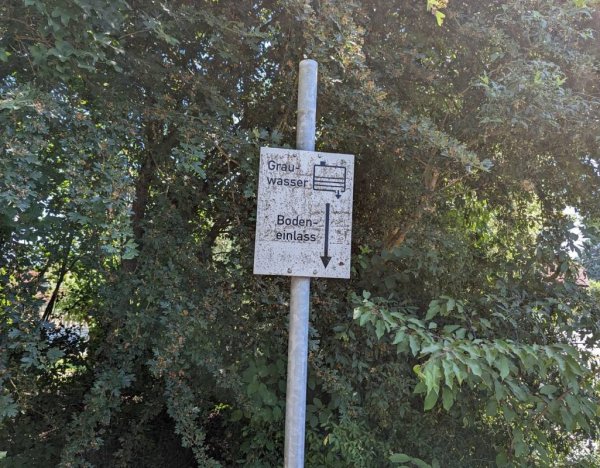 Grau-
wasser
Boden-
einlass